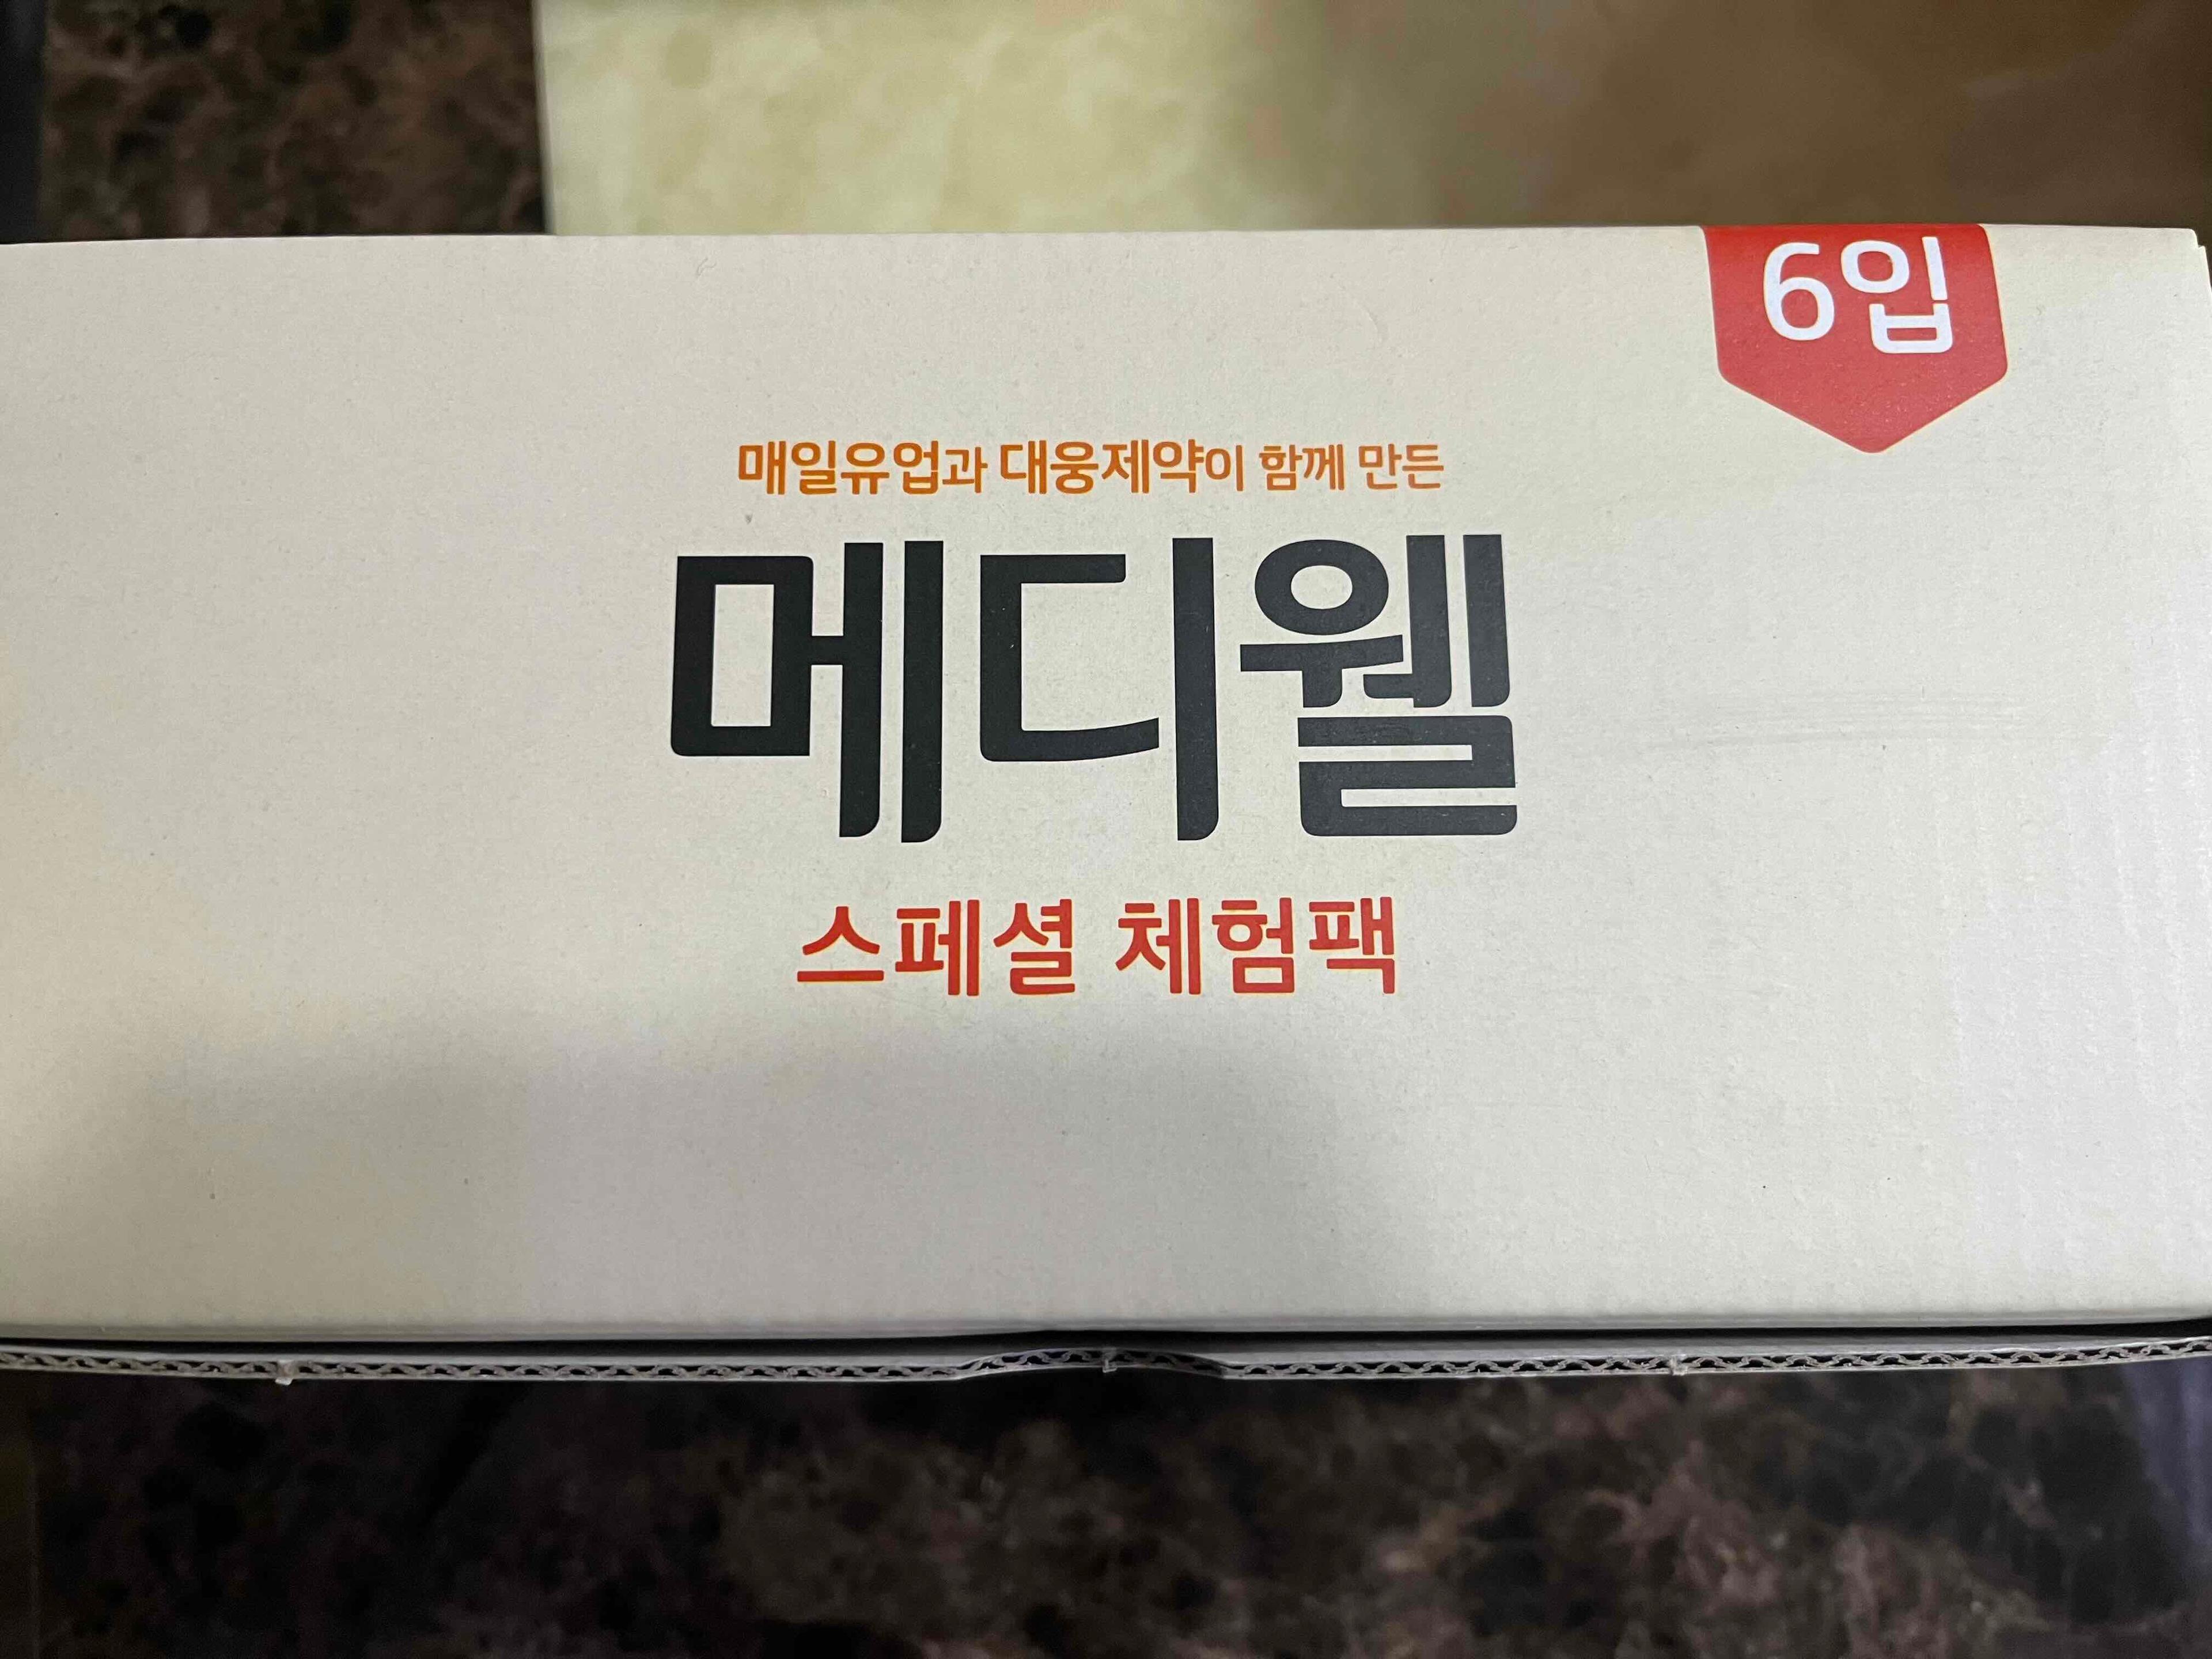 6입
매일유업과 대웅제약이 함께 만든
메디웰
스페셜 체험팩